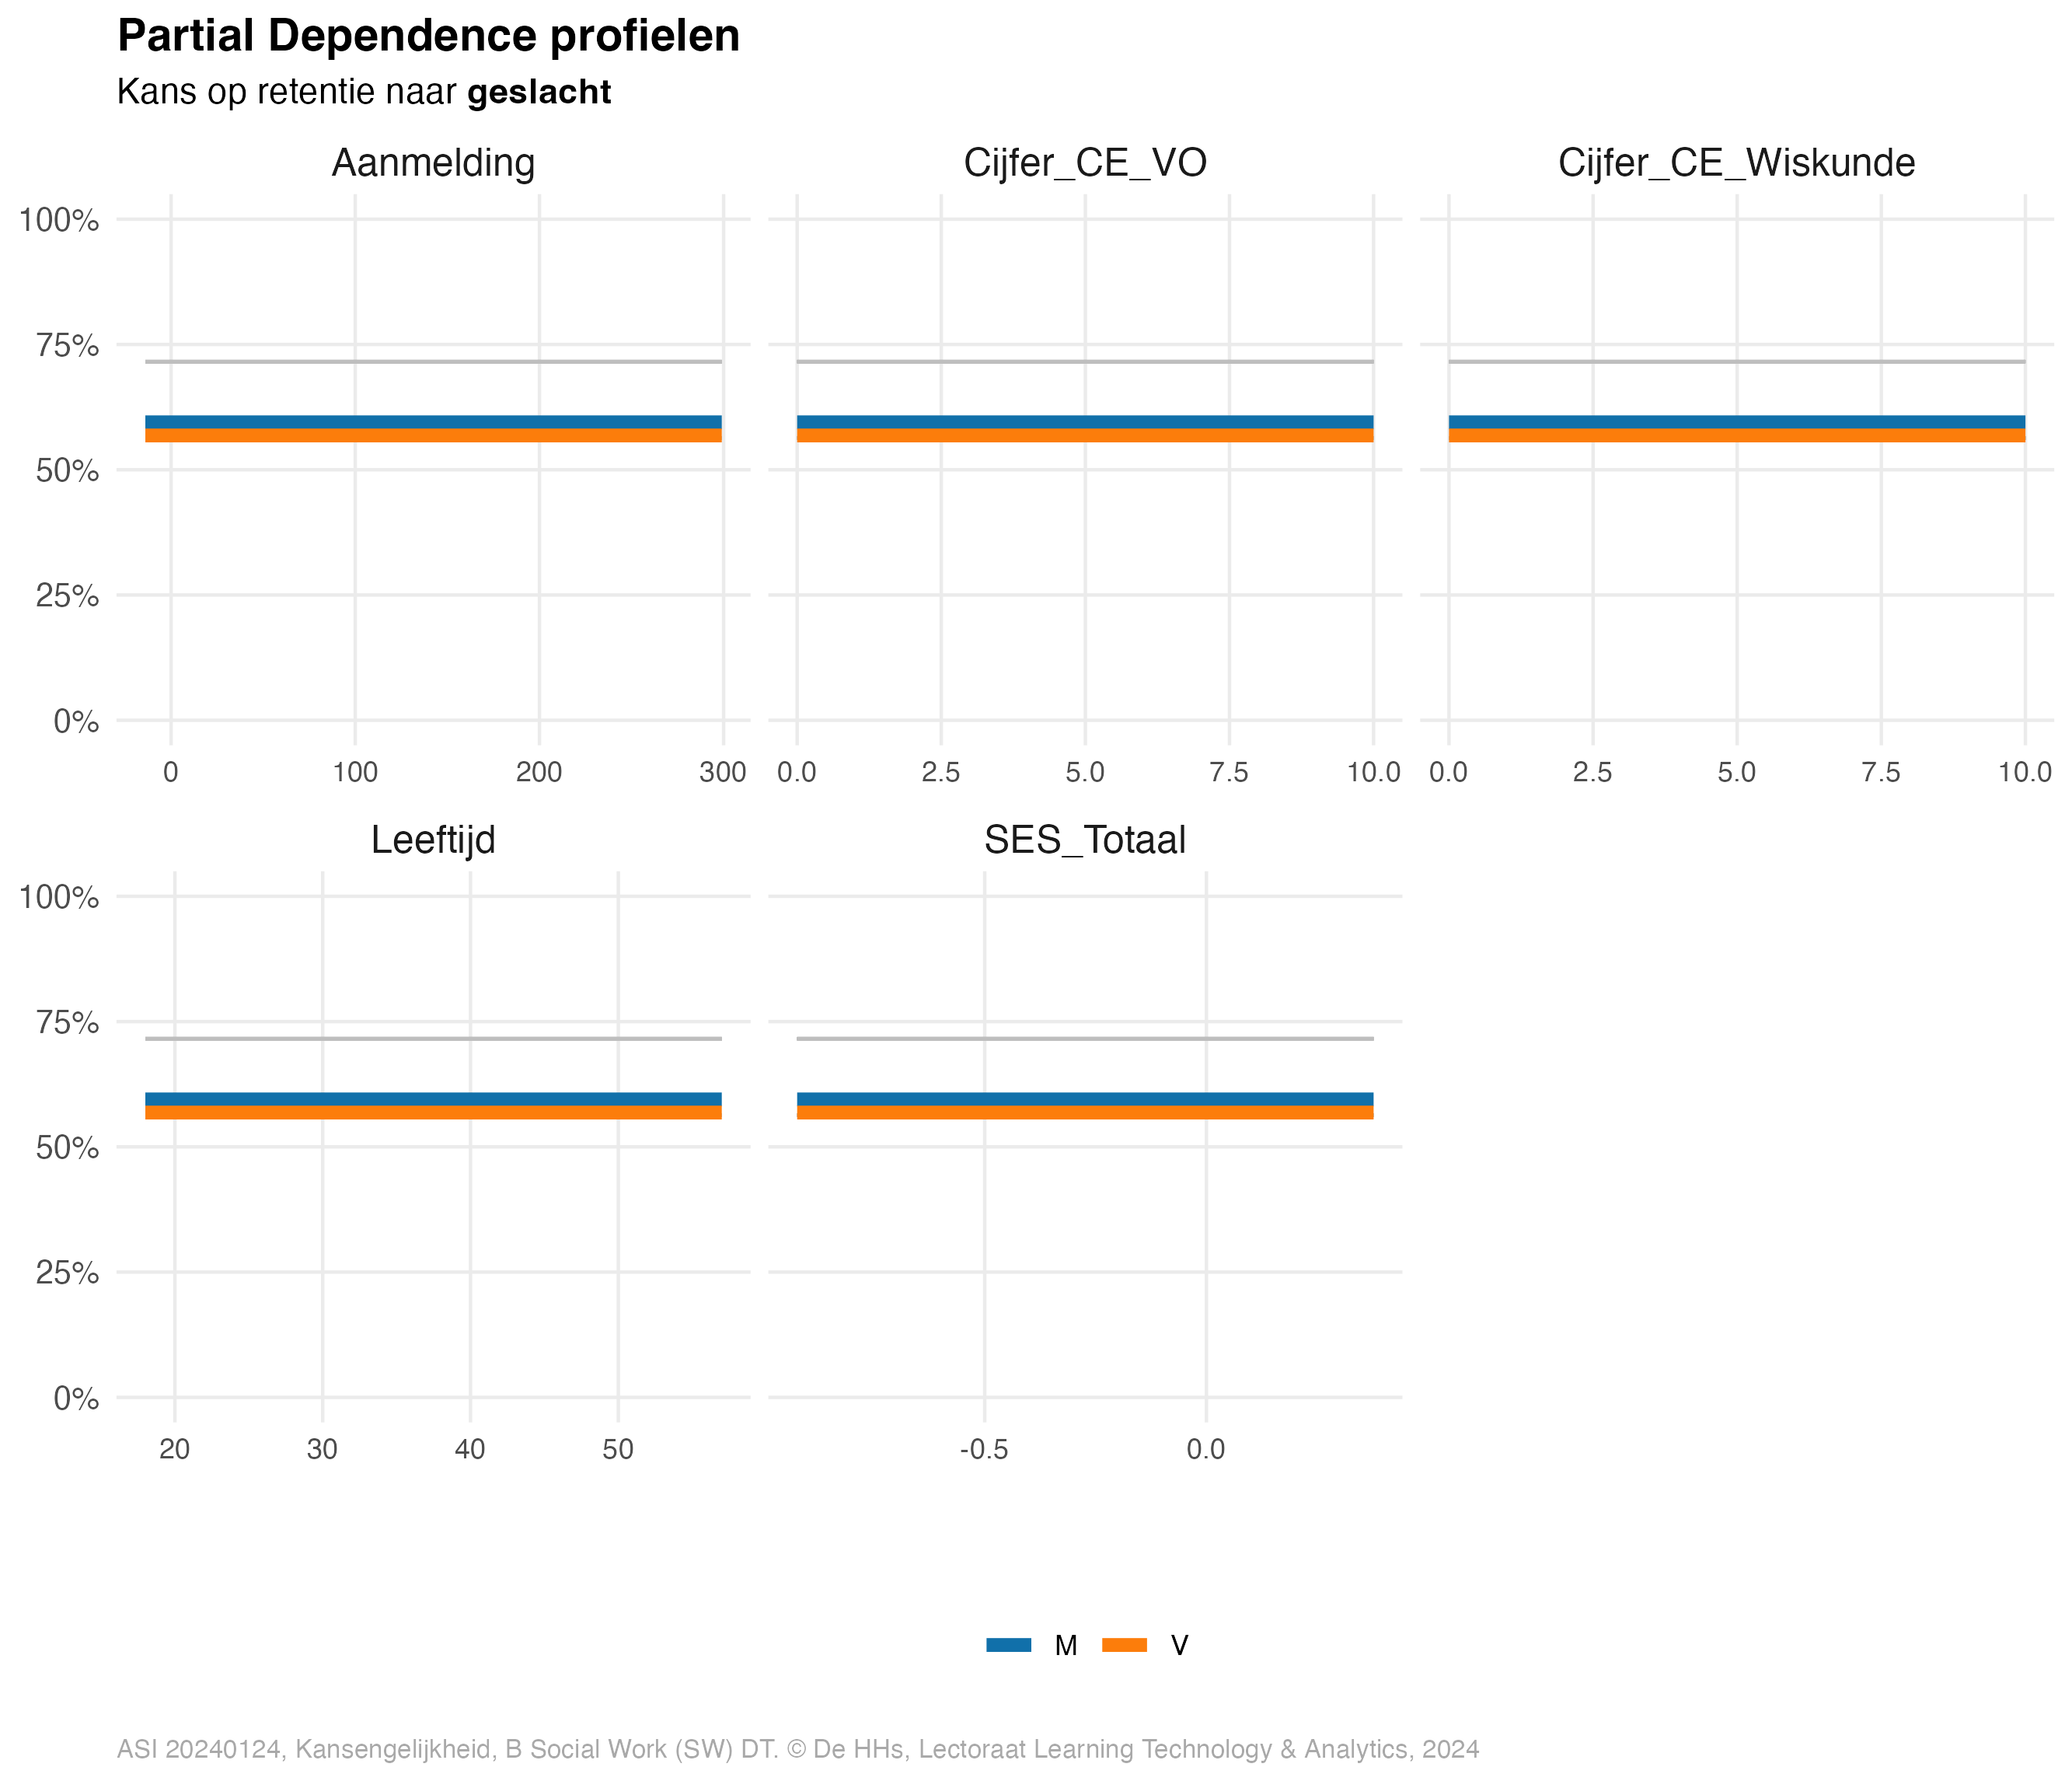 Partial Dependence profielen
Kans op retentie naar geslacht
Aanmelding Cijfer_CE_VO Cijfer_CE_Wiskunde
100%
75%
50%
25%
0%
0 100 200 300 0.0 2.5 5.0 7.5 10.0 0.0 2.5 5.0 7.5 10.0
Leeftijd SES_Totaal
100%
75%
50%
25%
0%
20 30 40 50 -0.5 0.0
M V
ASI 20240124, Kansengelijkheid, B Social Work (SW) DT. © De HHs, Lectoraat Learning Technology & Analytics, 2024